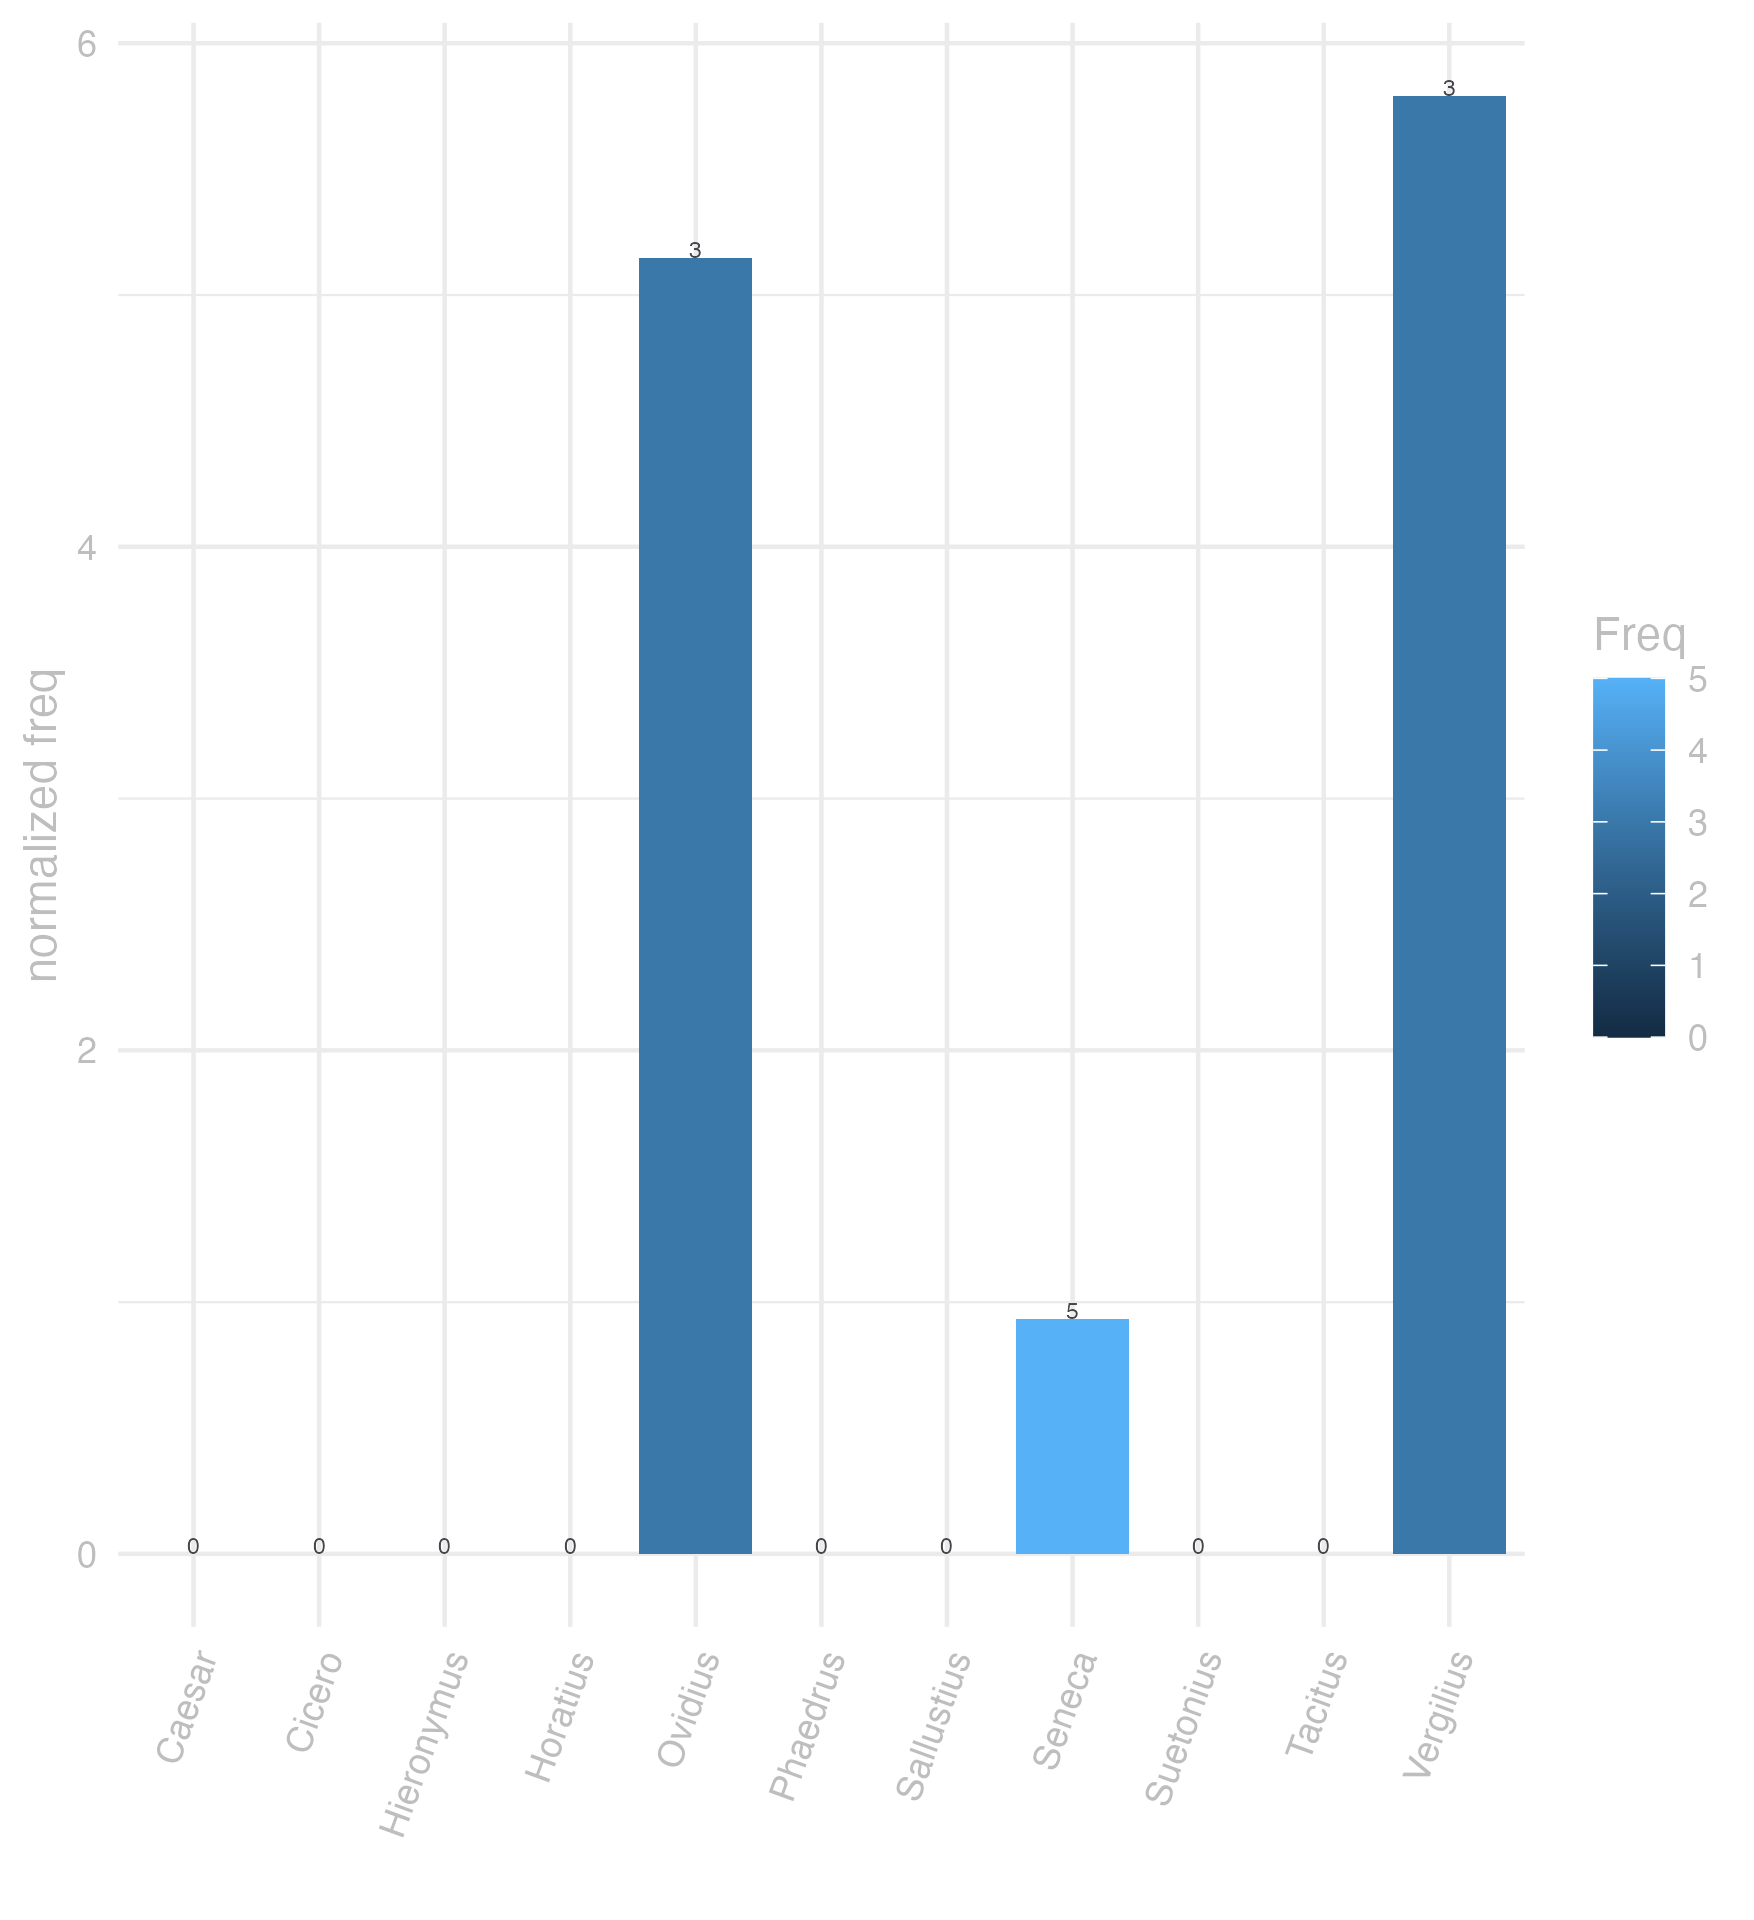 6
4
2
0
normalized freq
0
0
0
0
3
0
0
5
0
0
3
Caesar
Cicero
Hieronymus
Horatius
Ovidius
Phaedrus
Sallustius
Seneca
Suetonius
Tacitus
Vergilius
Freq
5
4
3
2
1
0